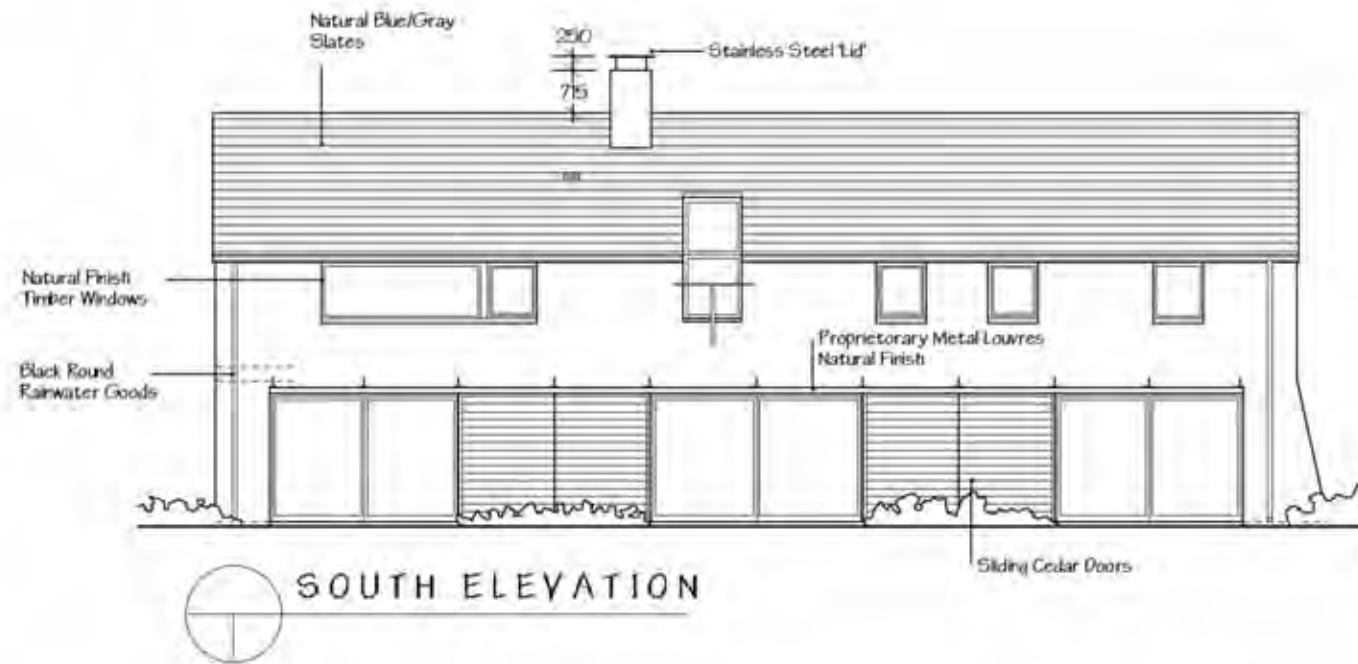 Natural Blue/Gray
Slates
250
Stainless Steel 'Lid'
715
Natural Finish
Timber Windows
Proprietorary Metal Louvres
Natural Finish
Black Round
Rainwater Goods
Sliding Cedar Doors
SOUTH ELEVATION